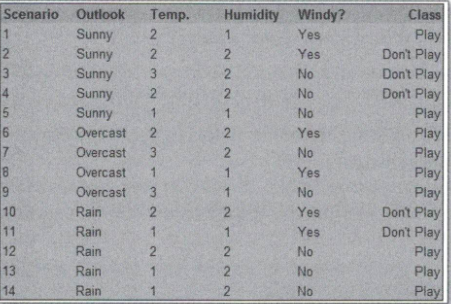 Scenario Outlook Temp. Humidity Windy? Class
1 Sunny 2 1 Yes Play
2 Sunny 2 2 Yes Don't Play
3 Sunny 3 2 No Don't Play
4 Sunny 2 2 No Don't Play
5 Sunny 1 1 No Play
6 Overcast 2 2 Yes Play
7 Overcast 3 2 No Play
8 Overcast 1 1 Yes Play
9 Overcast 3 1 No Play
10 Rain 2 2 Yes Don't Play
11 Rain 1 1 Yes Don't Play
12 Rain 2 2 No Play
13 Rain 1 2 No Play
14 Rain 1 2 No Play